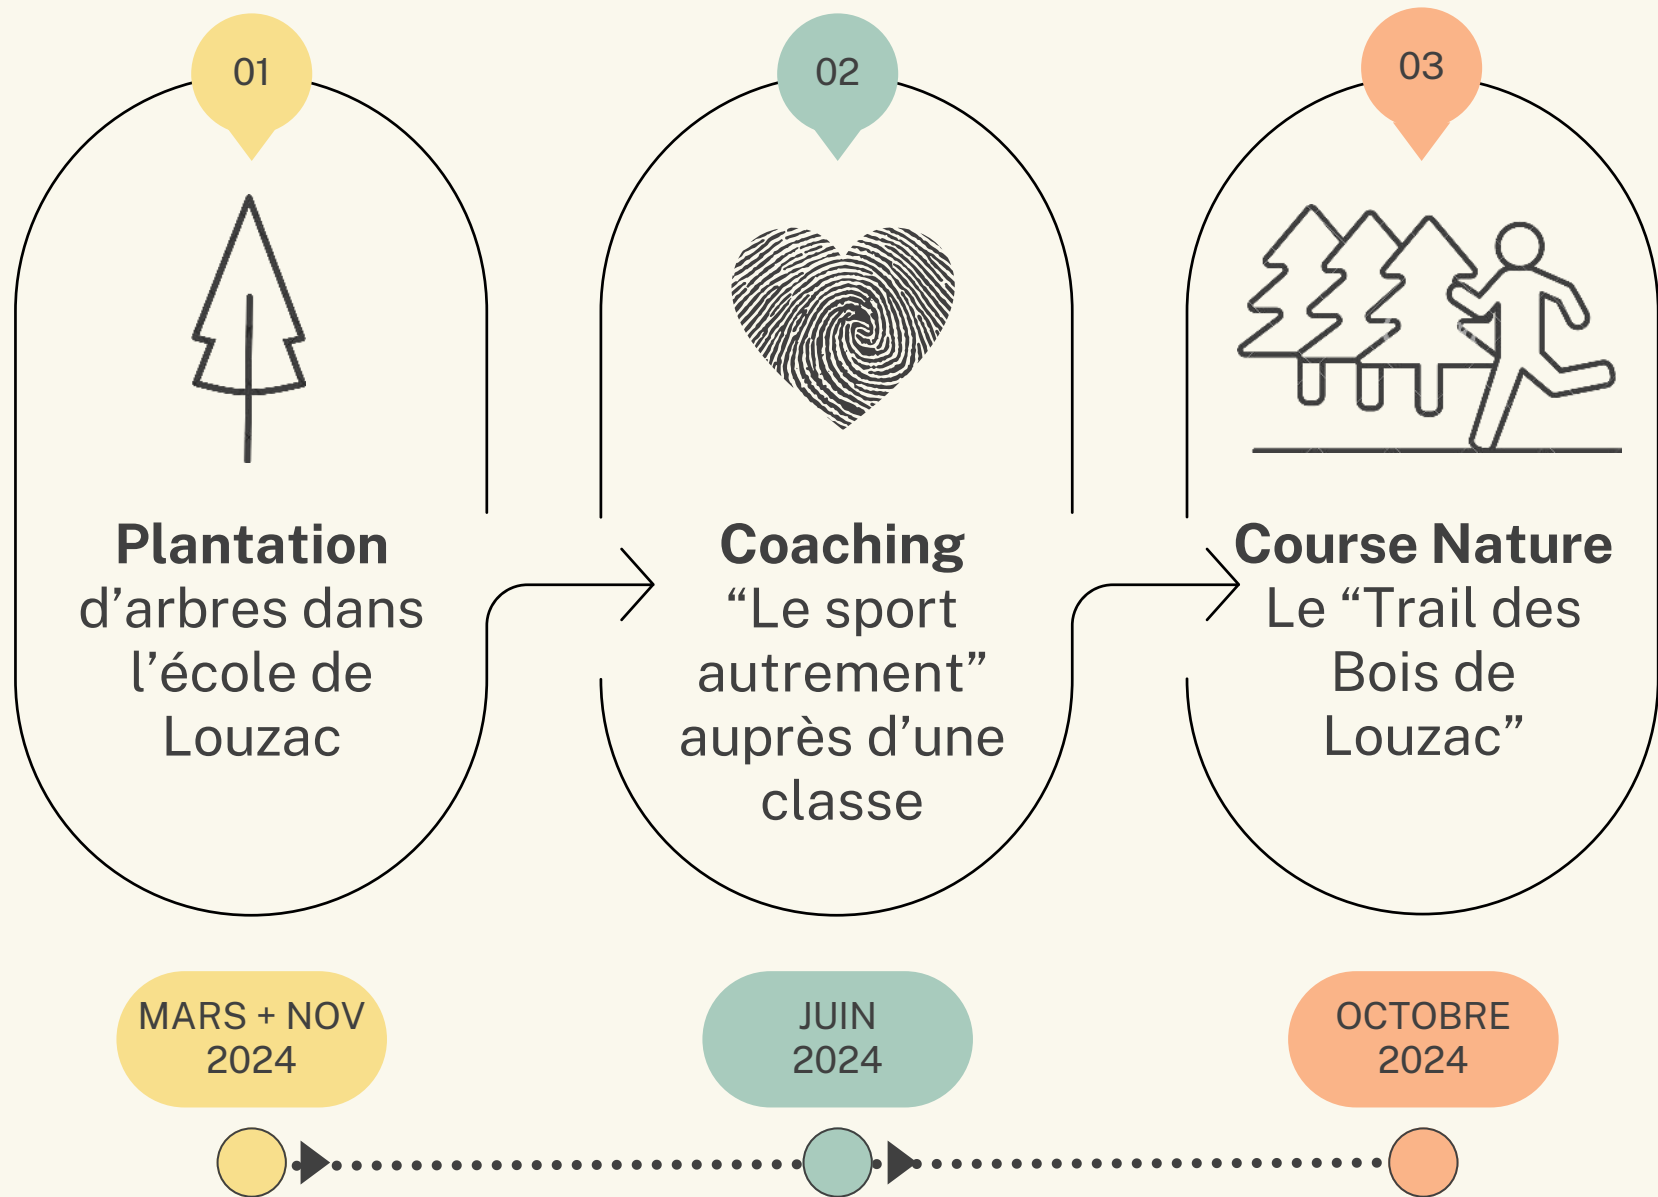 01
Plantation
d’arbres dans
l’école de
Louzac
MARS + NOV
2024
02
Coaching
“Le sport
autrement”
auprès d’une
classe
JUIN
2024
03
Course Nature
Le “Trail des
Bois de
Louzac”
OCTOBRE
2024